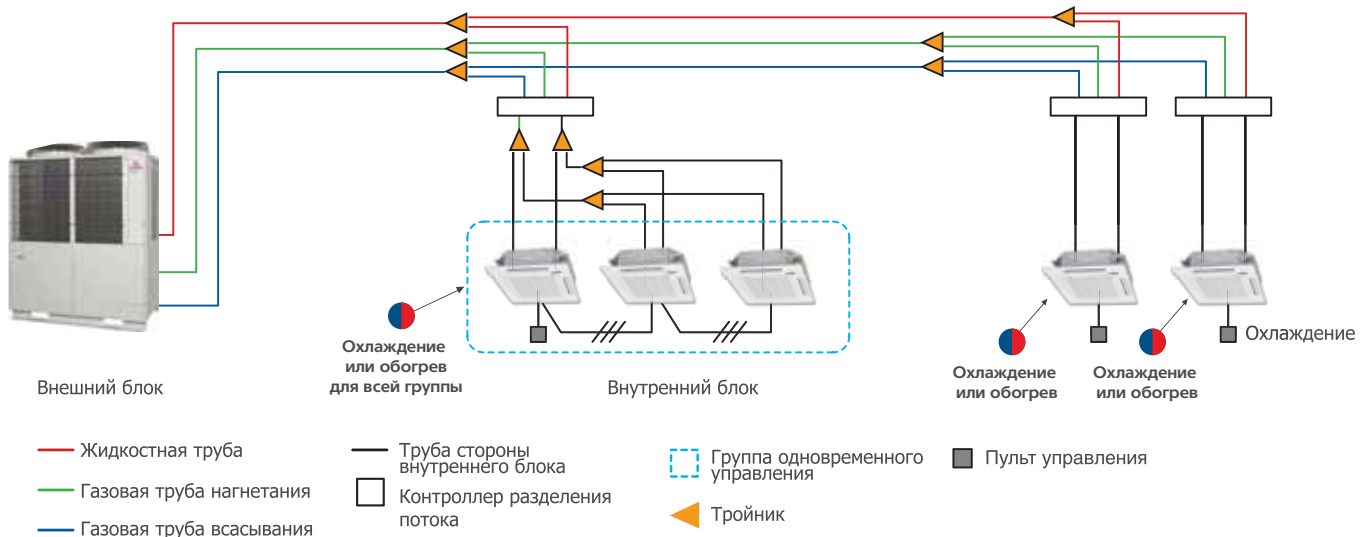 Охлаждение
Охлаждение
или обогрев
для всей группы
Охлаждение
или обогрев
Охлаждение
или обогрев
Внешний блок
Внутренний блок
Жидкостная труба
Газовая труба нагнетания
Газовая труба всасывания
Труба стороны
внутреннего блока
Контроллер разделения
потока
Группа одновременного
управления
Тройник
Пульт управления